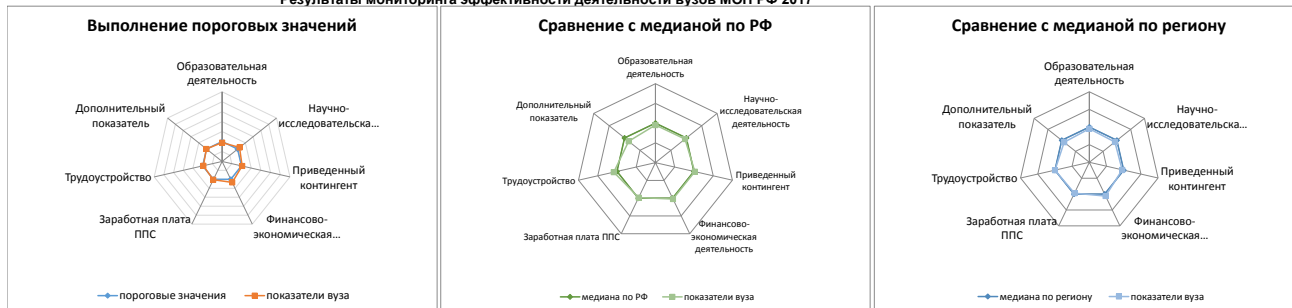 Результаты мониторинга эффективности деятельности вузов МОН РФ 2017
Выполнение пороговых значений
Образовательная
деятельность
Научно-
исследовательска…
Приведенный
контингент
Финансово-
экономическая…
Заработная плата
ППС
Трудоустройство
Дополнительный
показатель
пороговые значения
показатели вуза
Сравнение с медианой по РФ
Образовательная
деятельность
Научно-
исследовательская
деятельность
Приведенный
контингент
Финансово-
экономическая
деятельность
Заработная плата ППС
Трудоустройство
Дополнительный
показатель
медиана по РФ
показатели вуза
Сравнение с медианой по региону
Образовательная
деятельность
Научно-
исследовательска…
Приведенный
контингент
Финансово-
экономическая…
Заработная плата
ППС
Трудоустройство
Дополнительный
показатель
медиана по региону
показатели вуза